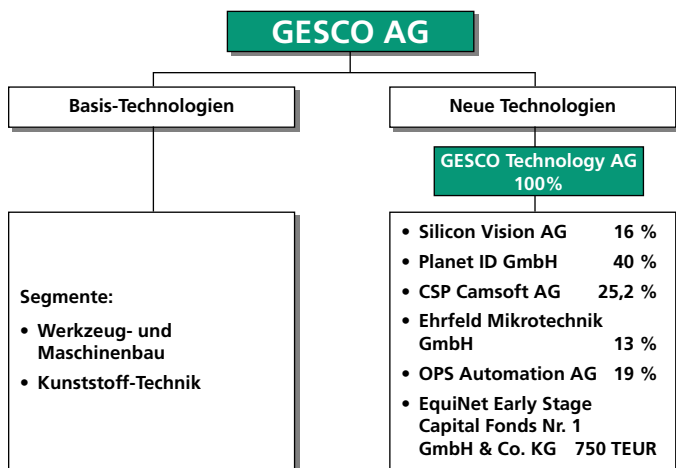 GESCO AG
Basis-Technologien
Neue Technologien
GESCO Technology AG
100%
Segmente:
• Werkzeug- und
Maschinenbau
• Kunststoff-Technik
• Silicon Vision AG 16 %
• Planet ID GmbH 40 %
• CSP Camsoft AG 25,2 %
• Ehrfeld Mikrotechnik
GmbH 13 %
• OPS Automation AG 19 %
• EquiNet Early Stage
Capital Fonds Nr. 1
GmbH & Co. KG 750 TEUR